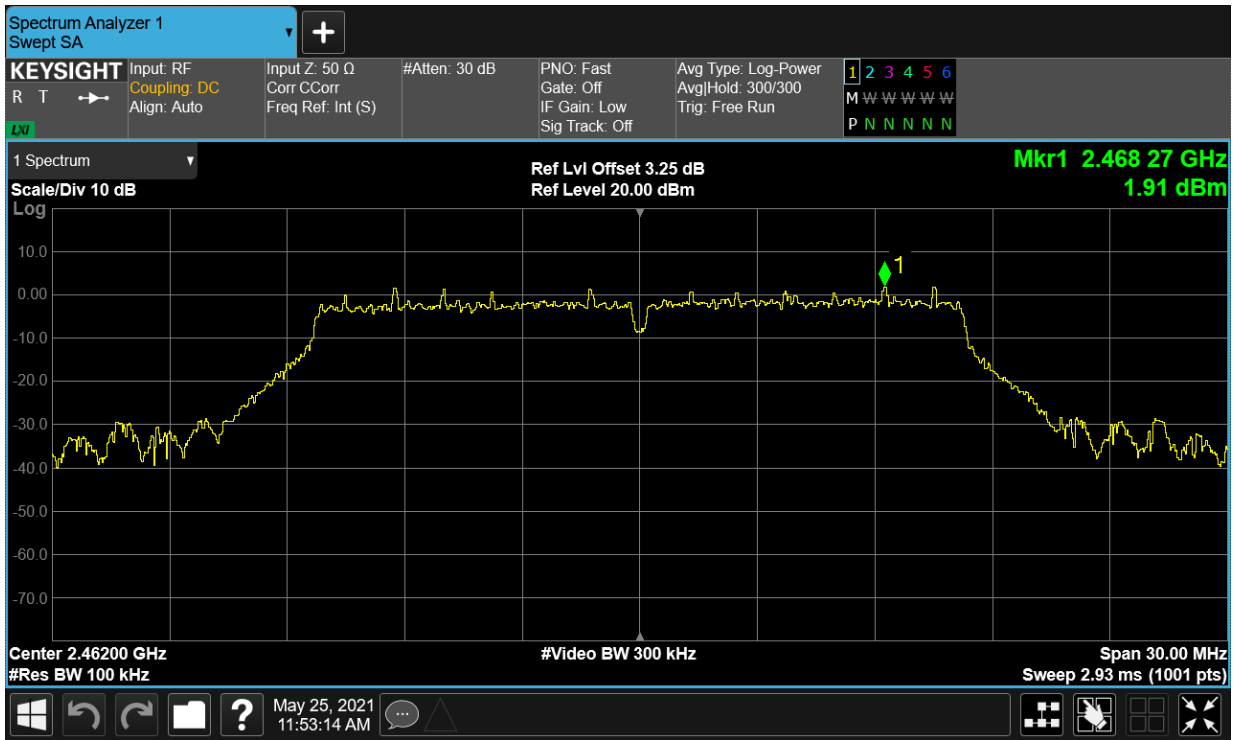 Spectrum Analyzer 1
Swept SA
KEYSIGHT
R T
LXI
Input: RF
Coupling: DC
Align: Auto
Input Z: 50 Ω
Corr CCorr
Freq Ref: Int (S)
#Atten: 30 dB
PNO: Fast
Gate: Off
IF Gain: Low
Sig Track: Off
Avg Type: Log-Power
Avg|Hold: 300/300
Trig: Free Run
1 2 3 4 5 6
M W W W W W
P N N N N N
1 Spectrum
Scale/Div 10 dB
Log
Ref Lvl Offset 3.25 dB
Ref Level 20.00 dBm
Mkr1 2.468 27 GHz
1.91 dBm
10.0
0.00
-10.0
-20.0
-30.0
-40.0
-50.0
-60.0
-70.0
1
Center 2.46200 GHz
#Res BW 100 kHz
#Video BW 300 kHz
Span 30.00 MHz
Sweep 2.93 ms (1001 pts)
?
May 25, 2021
11:53:14 AM